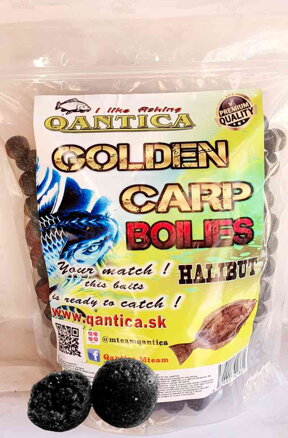 I like fishing
QANTICA
PREMIUM
QUALITY
GOLDEN
CARP
BOILIES
HALIBUT
Your match !
this baits
is ready to catch !
www.qantica.sk
@mteamqantica
Qantica Mteam